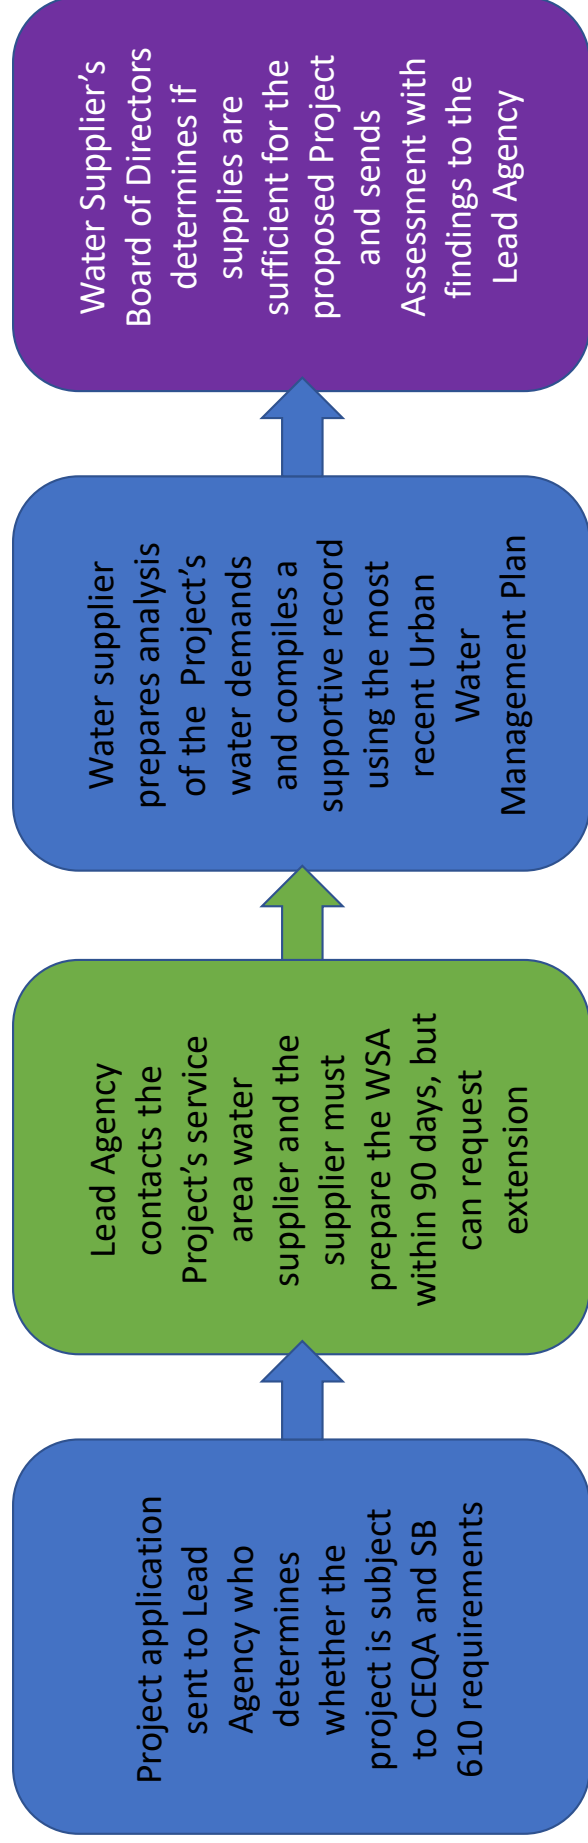 Project application
sent to Lead
Agency who
determines
whether the
project is subject
to CEQA and SB
610 requirements
Lead Agency
contacts the
Project's service
area water
supplier and the
supplier must
prepare the WSA
within 90 days, but
can request
extension
Water supplier
prepares analysis
of the Project's
water demands
and compiles a
supportive record
using the most
recent Urban
Water
Management Plan
Water Supplier's
Board of Directors
determines if
supplies are
sufficient for the
proposed Project
and sends
Assessment with
findings to the
Lead Agency